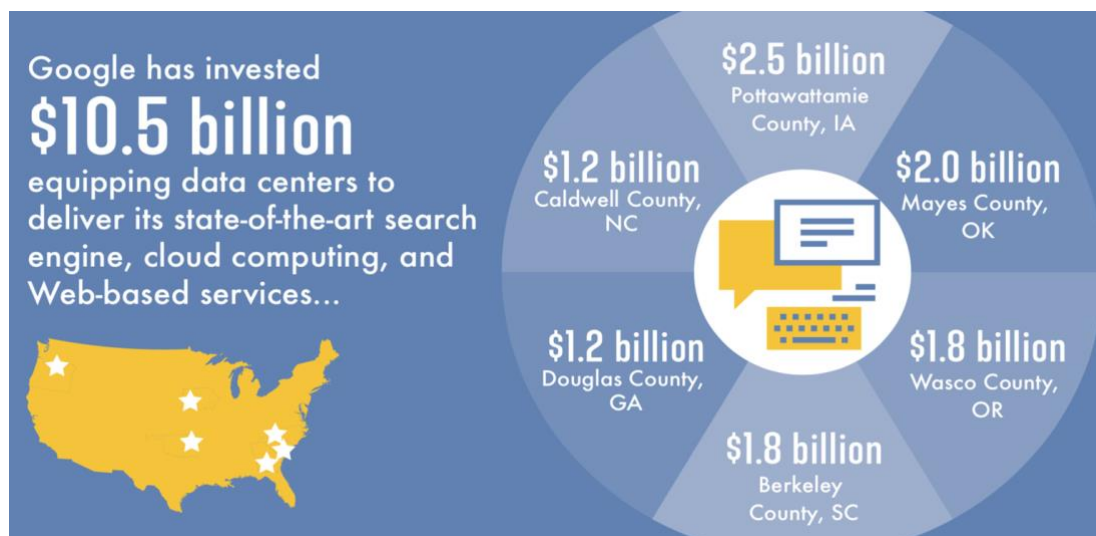 Google has invested
$10.5 billion
equipping data centers to
deliver its state-of-the-art search
engine, cloud computing, and
Web-based services...
$2.5 billion
Pottawattamie
County, IA
$2.0 billion
Mayes County,
OK
$1.8 billion
Wasco County,
OR
$1.8 billion
Berkeley
County, SC
$1.2 billion
Douglas County,
GA
$1.2 billion
Caldwell County,
NC